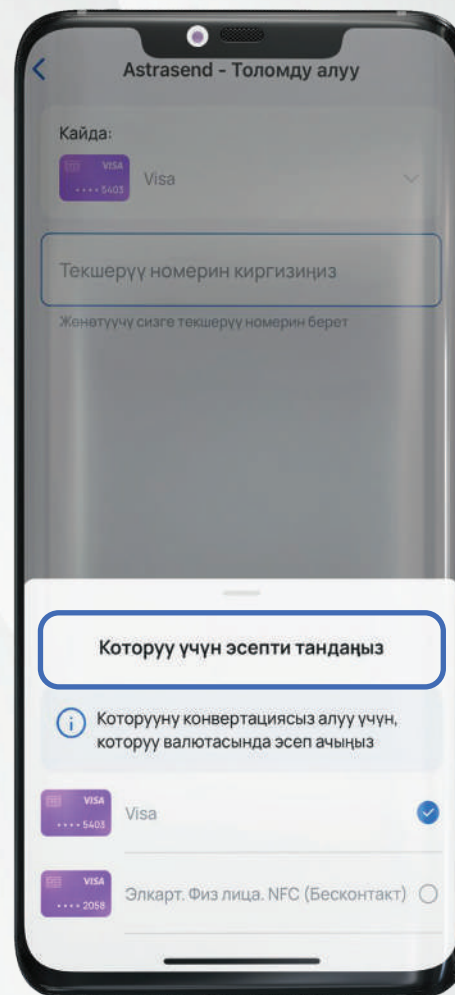 Astrasend - Толомду алуу
Кайда:
VISA
•••• 5403
Visa
Текшерүү номерин киргизиңиз
Жөнөтүүчү сизге текшерүү номерин берет
Которуу үчүн эсепти тандаңыз
Которууну конвертациясыз алуу үчүн,
которуу валютасында эсеп ачыңыз
VISA
•••• 5403
Visa
VISA
•••• 2058
Элкарт. Физ лица. NFC (Бесконтакт)